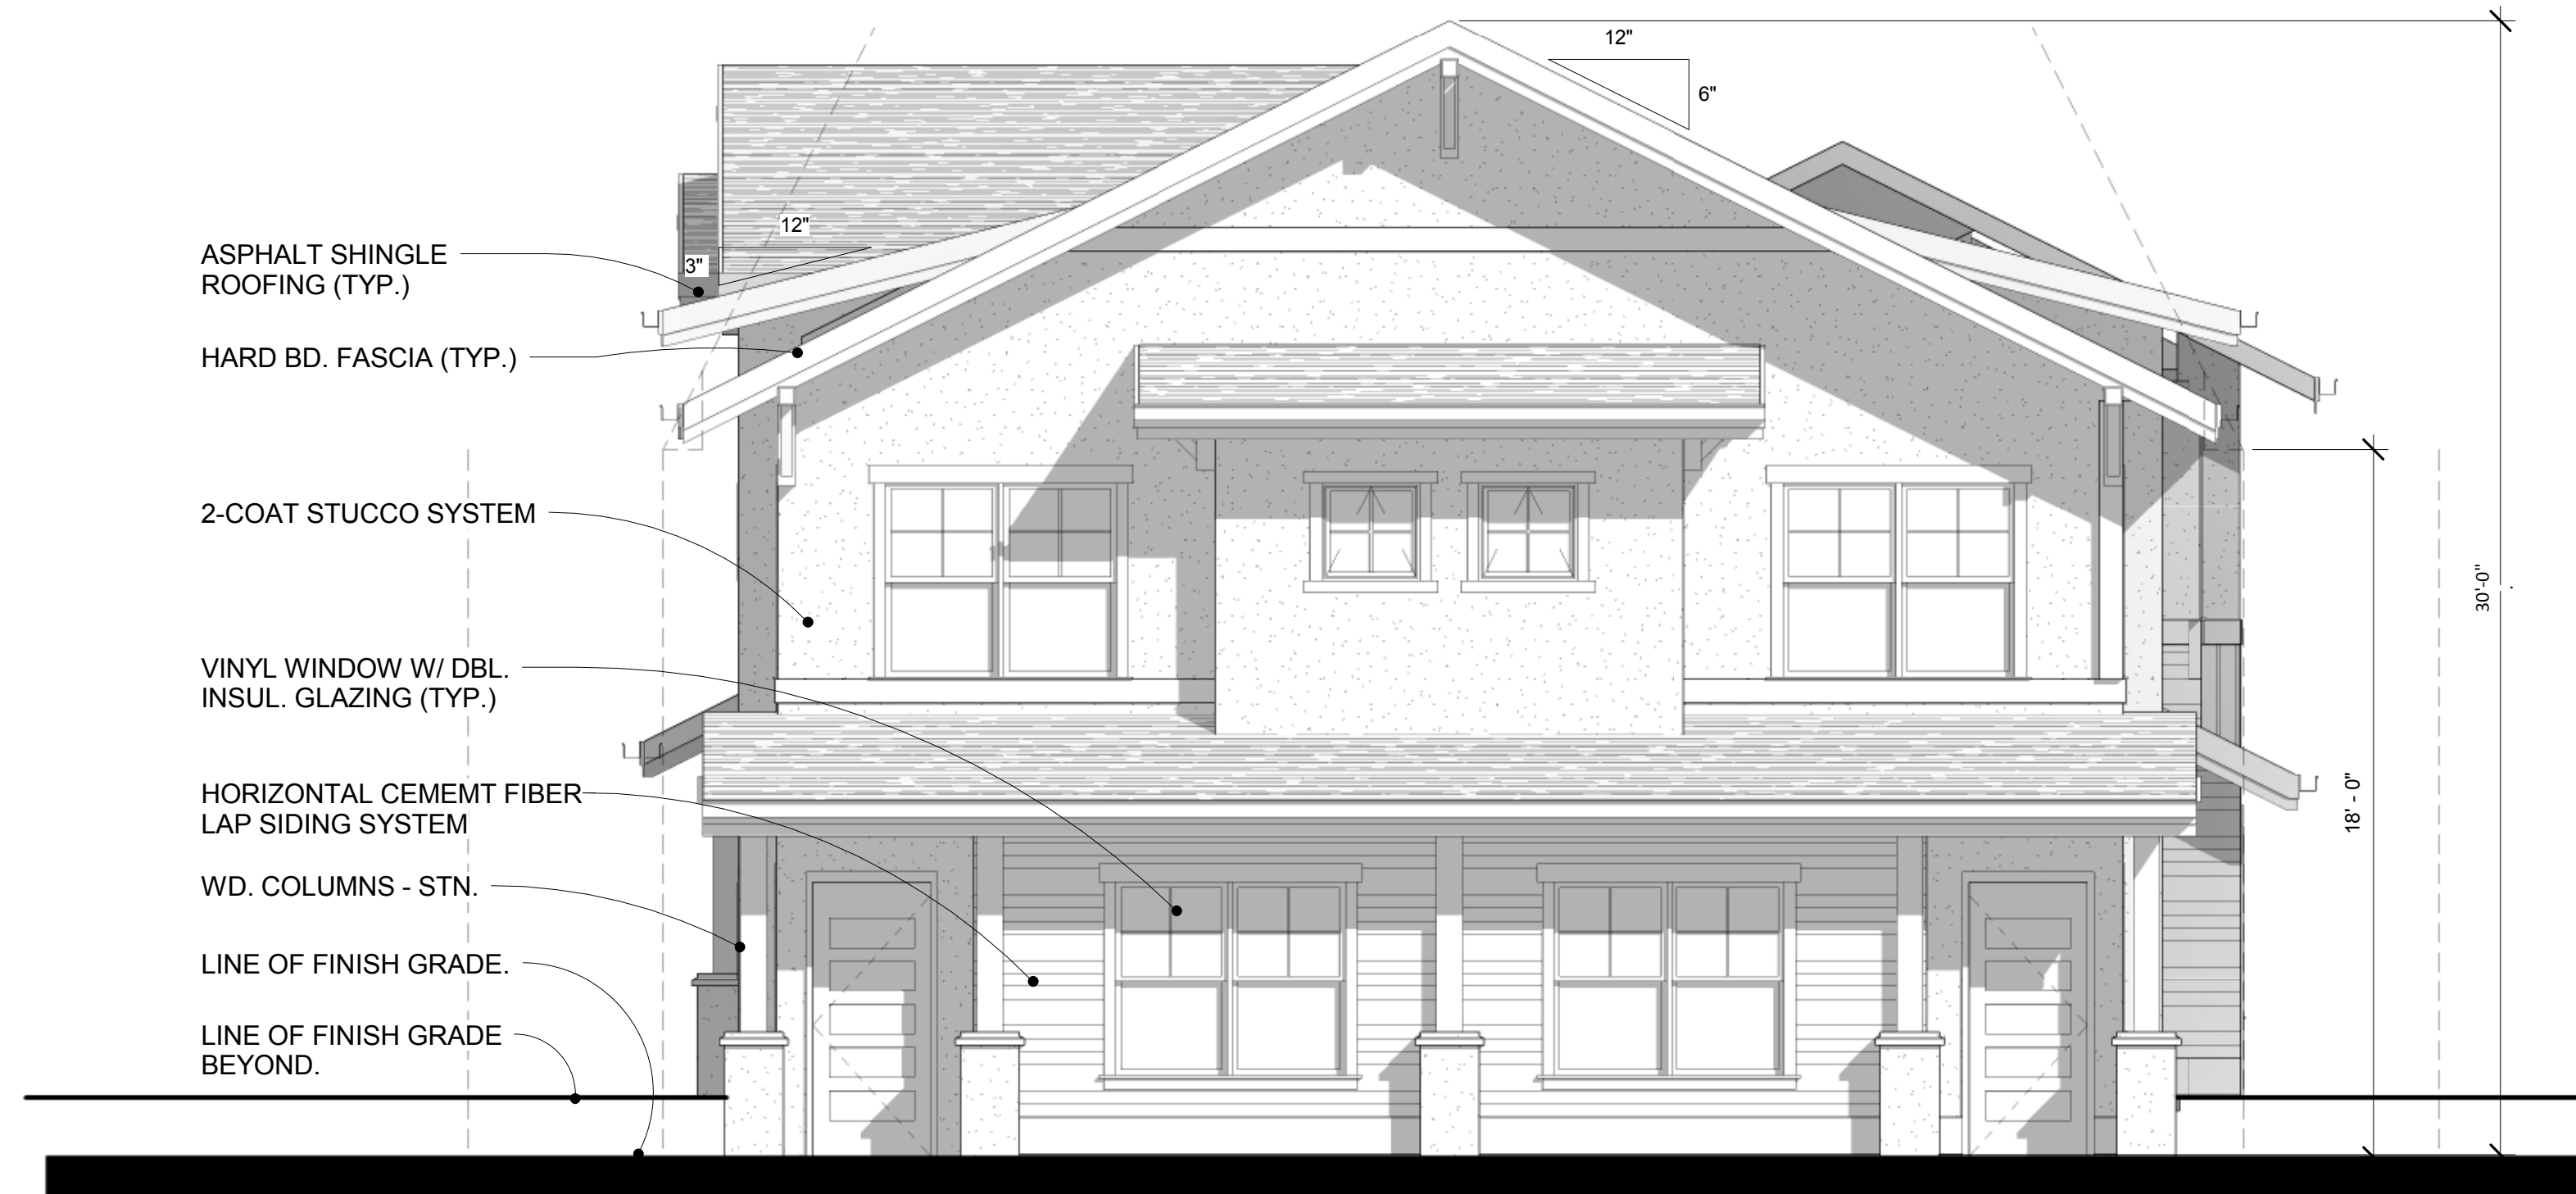 12"
6"
12"
3"
ASPHALT SHINGLE
ROOFING (TYP.)
HARD BD. FASCIA (TYP.)
2-COAT STUCCO SYSTEM
VINYL WINDOW W/ DBL.
INSUL. GLAZING (TYP.)
HORIZONTAL CEMEMT FIBER
LAP SIDING SYSTEM
WD. COLUMNS - STN.
LINE OF FINISH GRADE.
LINE OF FINISH GRADE
BEYOND.
18' - 0"
30'-0"